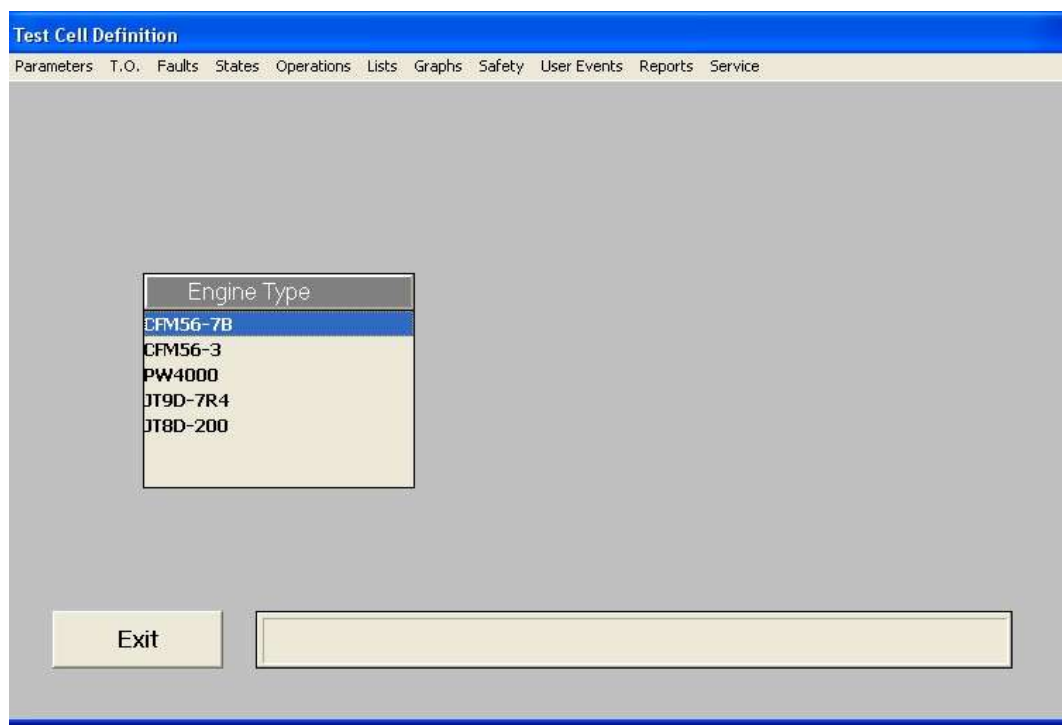 Test Cell Definition
Parameters T.O. Faults States Operations Lists Graphs Safety User Events Reports Service
Engine Type
CFM56-7B
CFM56-3
PW4000
JT9D-7R4
JT8D-200
Exit